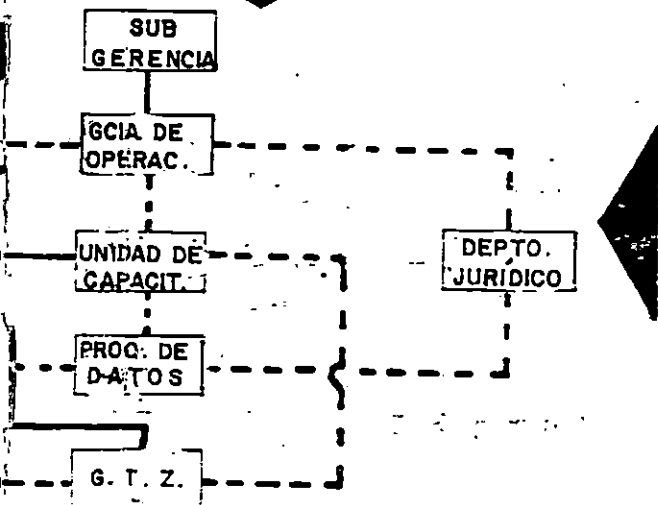 SUB
GERENCIA
GCIA. DE
OPERAC.
UNIDAD DE
CAPACIT.
DEPTO.
JURIDICO
PROC. DE
DATOS
G. T. Z.